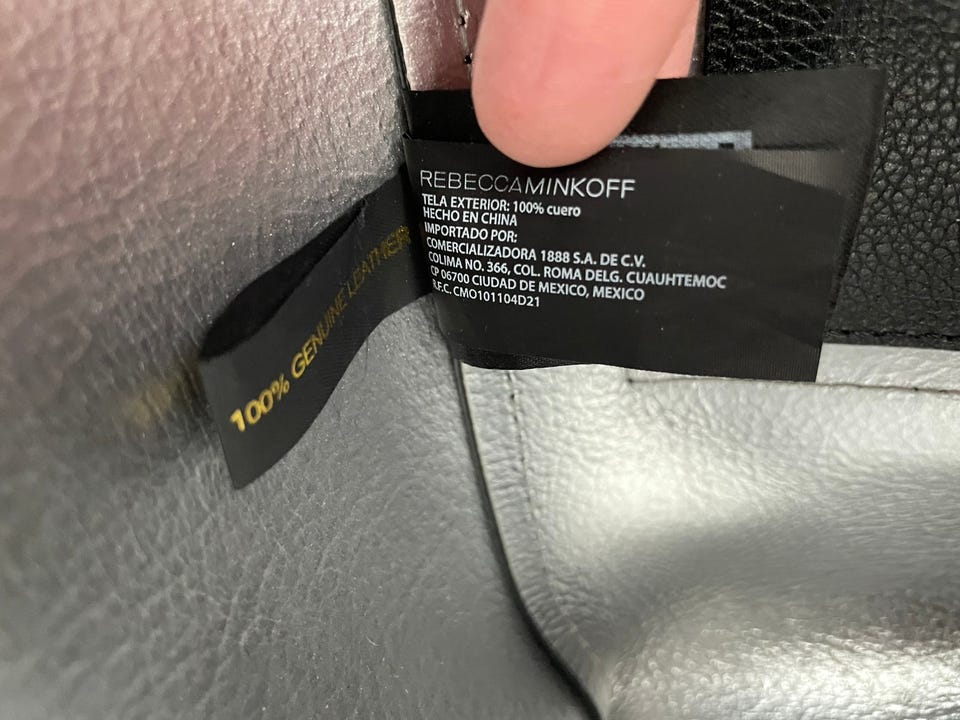 REBECCAMINKOFF
TELA EXTERIOR: 100% cuero
HECHO EN CHINA
IMPORTADO POR:
COMERCIALIZADORA 1888 S.A. DE C.V.
COLIMA NO. 366, COL. ROMA DELG. CUAUHTEMOC
CP 06700 CIUDAD DE MEXICO, MEXICO
R.F.C. CMO101104D21
100% GENUINE LEATHER